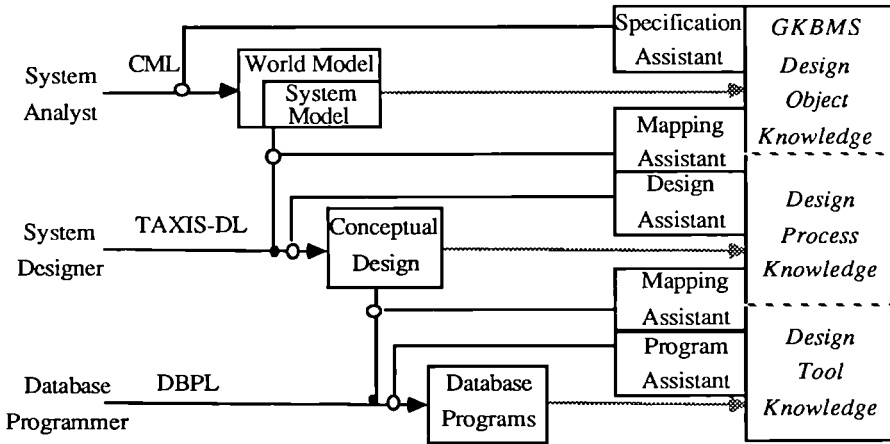 System
Analyst
CML
World Model
System
Model
Specification
Assistant
GKBMS
Design
Object
Knowledge
Mapping
Assistant
System
Designer
TAXIS-DL
Conceptual
Design
Design
Assistant
Design
Process
Knowledge
Mapping
Assistant
Database
Programmer
DBPL
Database
Programs
Program
Assistant
Design
Tool
Knowledge